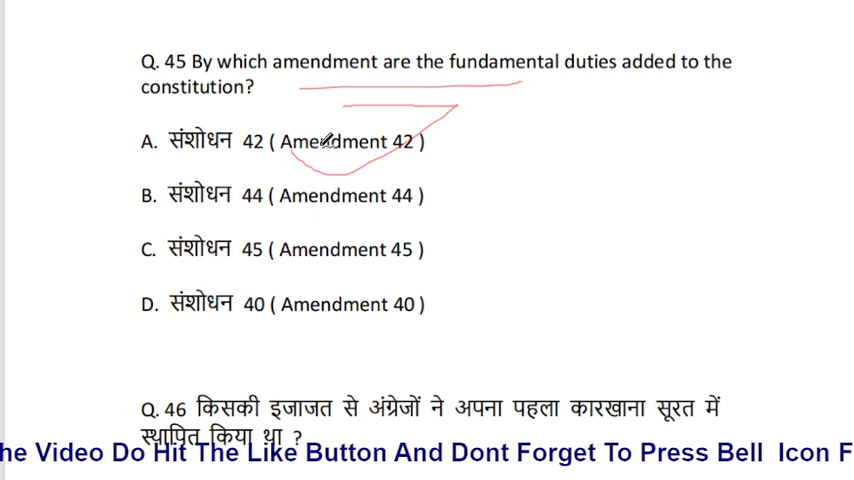 Q. 45 By which amendment are the fundamental duties added to the
constitution?
A. संशोधन 42 ( Amendment 42 )
B. संशोधन 44 ( Amendment 44 )
C. संशोधन 45 ( Amendment 45 )
D. संशोधन 40 ( Amendment 40 )
Q. 46 किसकी इजाजत से अंग्रेजों ने अपना पहला कारखाना सूरत में
स्थापित किया था ?
he Video Do Hit The Like Button And Dont Forget To Press Bell Icon F